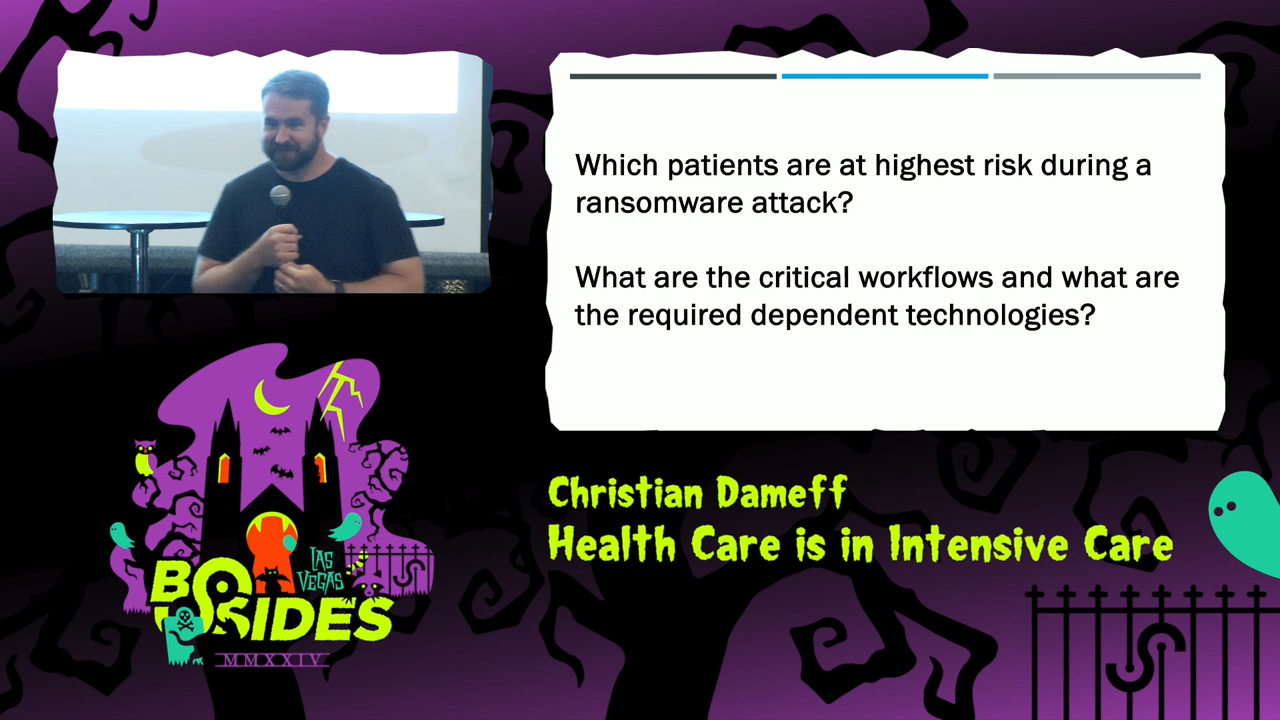 Which patients are at highest risk during a
ransomware attack?
What are the critical workflows and what are
the required dependent technologies?
Christian Dameff
Health Care is in Intensive Care
LAS
VEGAS
BSIDES
MMXXIV